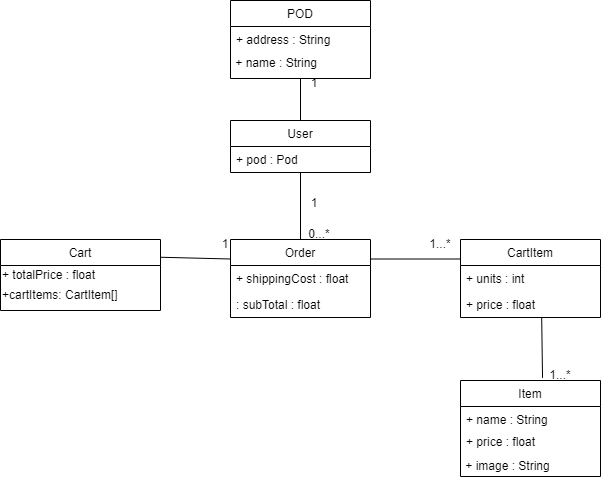 POD
+ address : String
+ name : String
1
User
+ pod : Pod
1
0...*
Cart
+ totalPrice : float
+cartItems: CartItem[]
1
Order
+ shippingCost : float
: subTotal : float
1...*
CartItem
+ units : int
+ price : float
1...*
Item
+ name : String
+ price : float
+ image : String